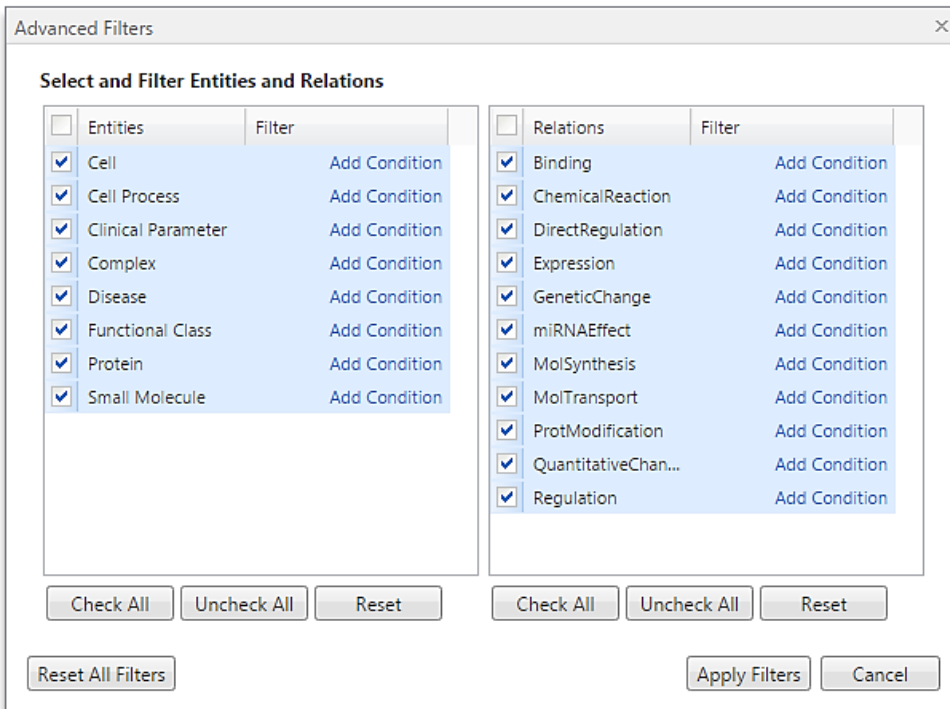 Advanced Filters
Select and Filter Entities and Relations
Entities Filter
Cell Add Condition
Cell Process Add Condition
Clinical Parameter Add Condition
Complex Add Condition
Disease Add Condition
Functional Class Add Condition
Protein Add Condition
Small Molecule Add Condition
Check All Uncheck All Reset
Relations Filter
Binding Add Condition
ChemicalReaction Add Condition
DirectRegulation Add Condition
Expression Add Condition
GeneticChange Add Condition
miRNAEffect Add Condition
MolSynthesis Add Condition
MolTransport Add Condition
ProtModification Add Condition
QuantitativeChan... Add Condition
Regulation Add Condition
Check All Uncheck All Reset
Reset All Filters Apply Filters Cancel